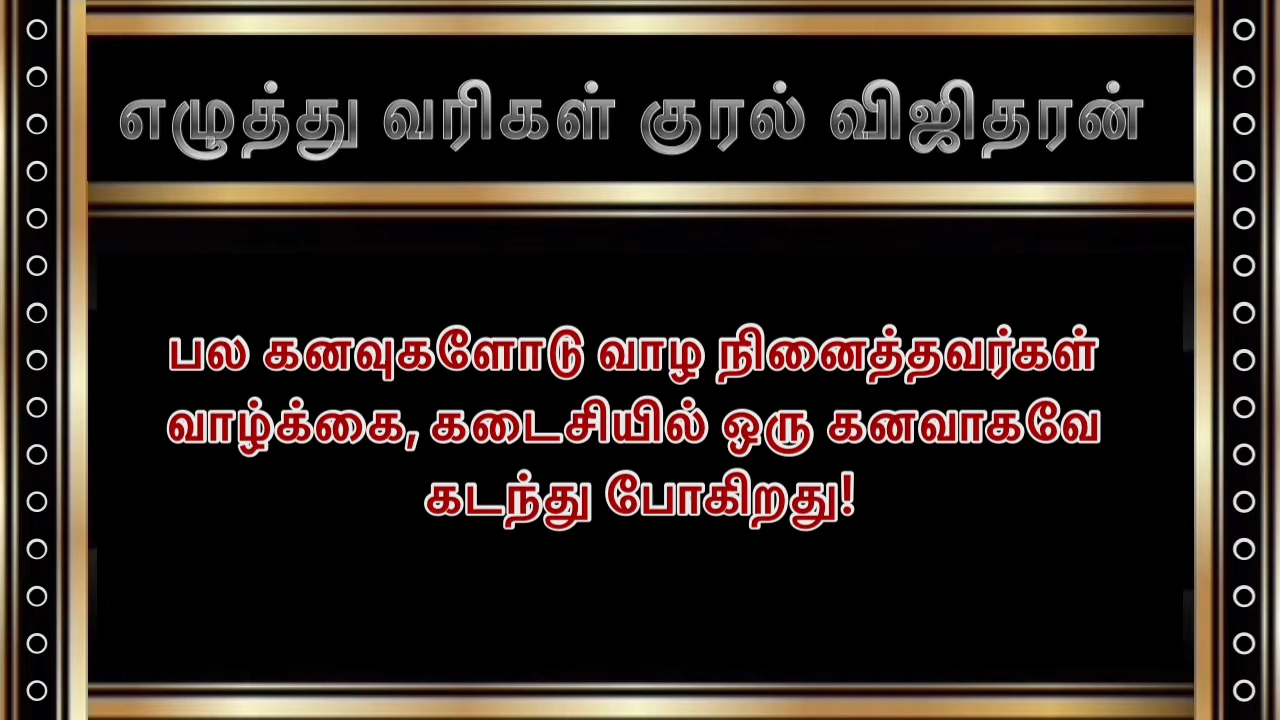 எழுத்து வரிகள் குரல் விஜிதரன்
பல கனவுகளோடு வாழ நினைத்தவர்கள்
வாழ்க்கை, கடைசியில் ஒரு கனவாகவே
கடந்து போகிறது!